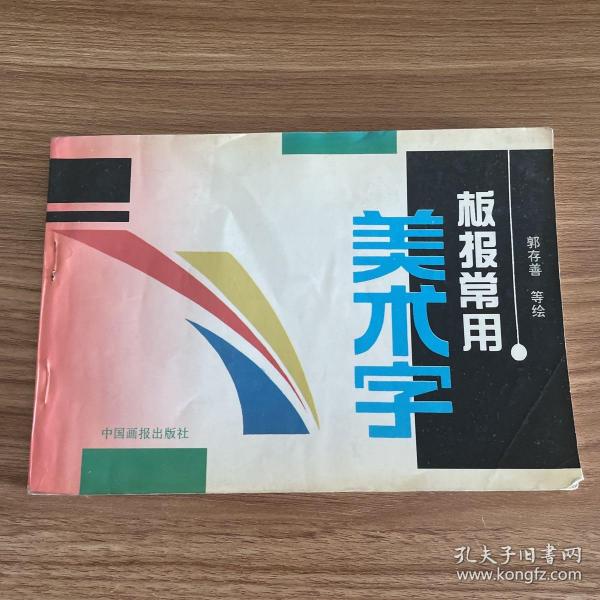 板报常用
美术字
郭存善 等绘
中国画报出版社
孔夫子旧书网
www.kongfz.com